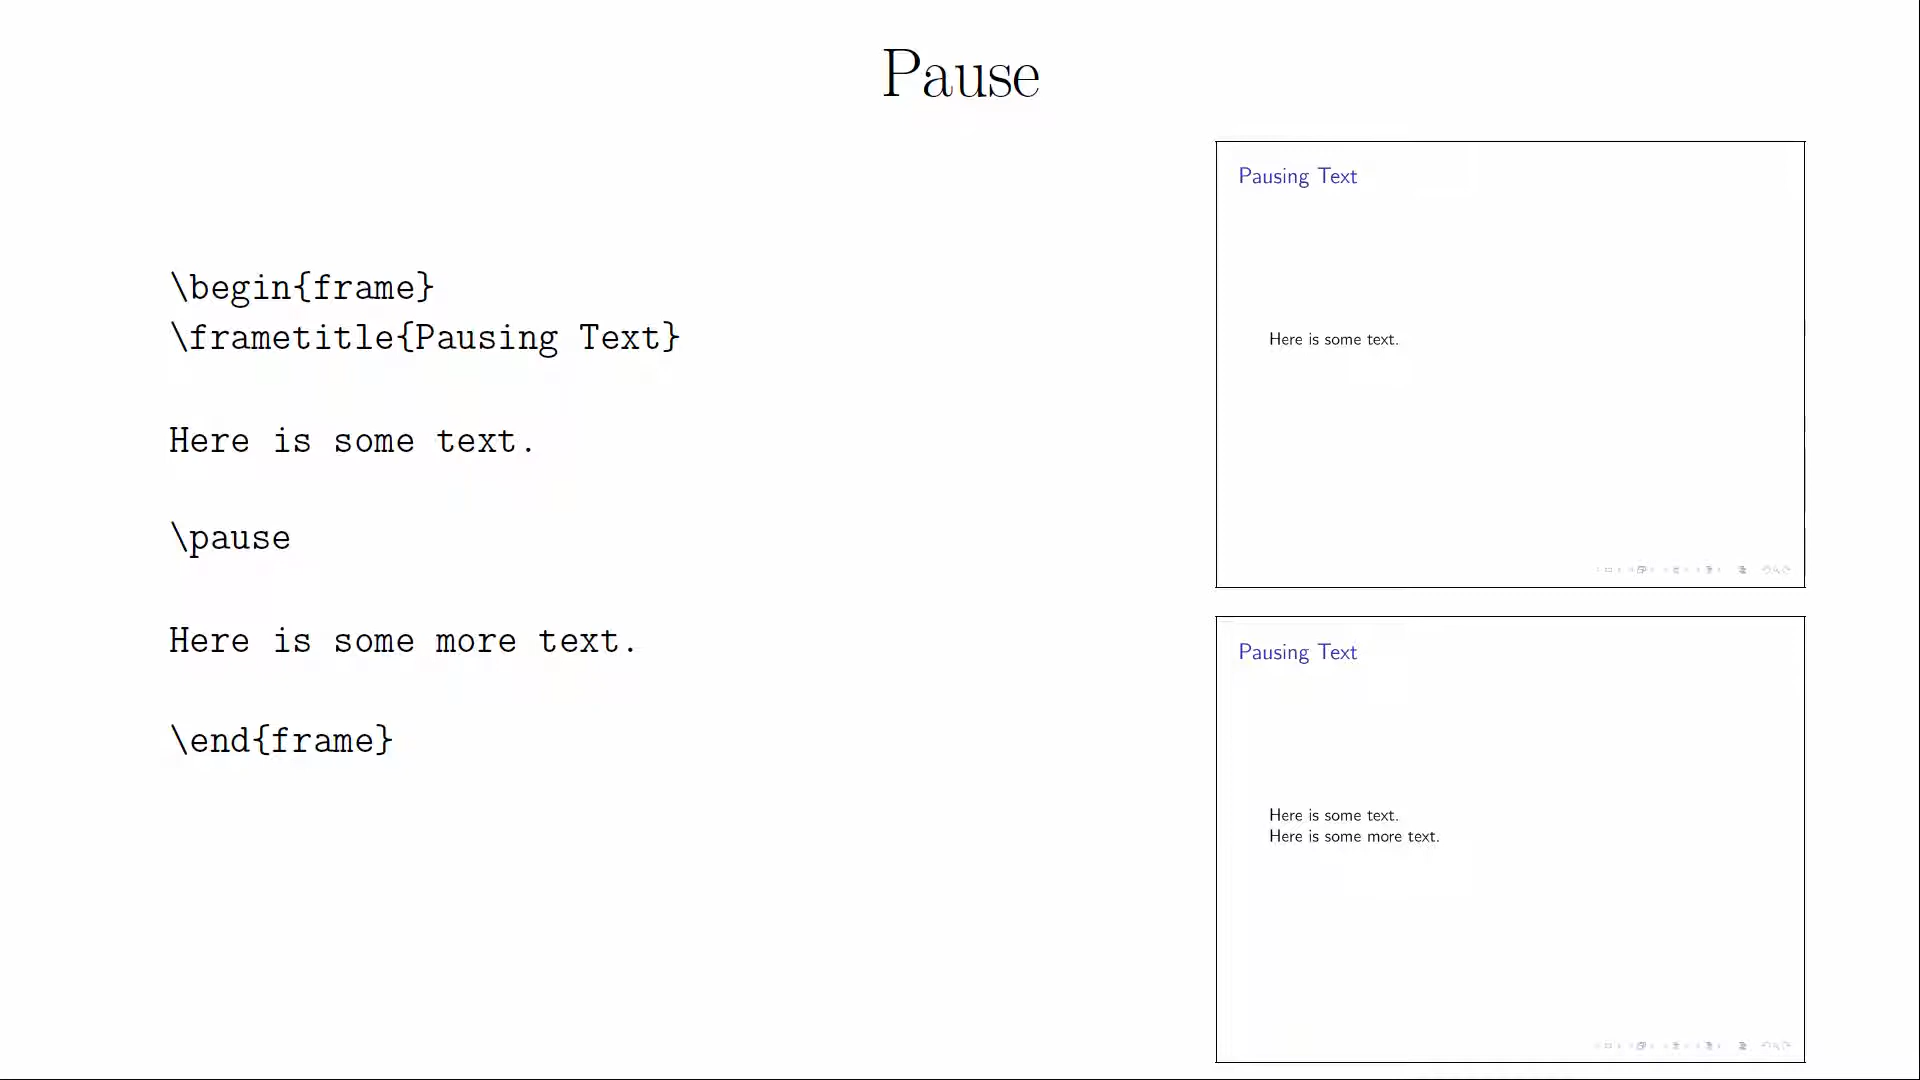 Pause
\begin{frame}
\frametitle{Pausing Text}
Here is some text.
\pause
Here is some more text.
\end{frame}
Pausing Text
Here is some text.
Pausing Text
Here is some text.
Here is some more text.